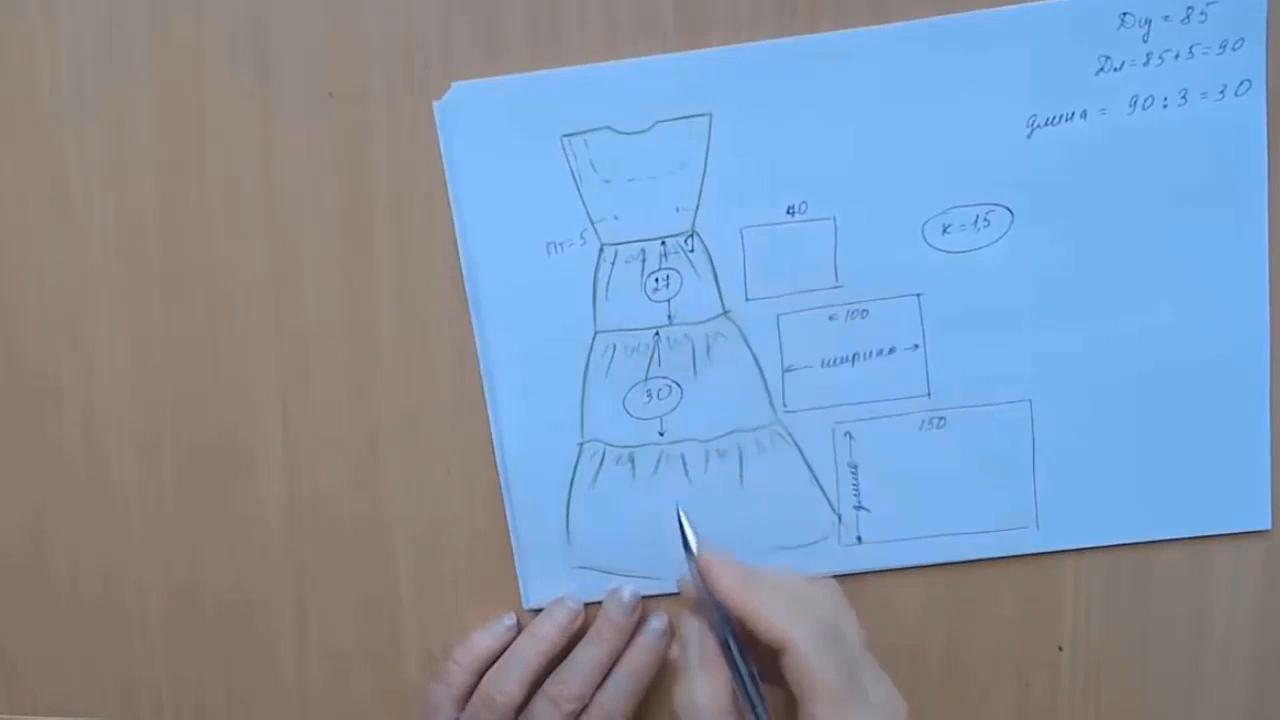 Dш = 85
Дл = 85+5 = 90
длина = 90 : 3 = 30
40
к = 1,5
Пт = 5
27
= 100
ширина
30
150
длина